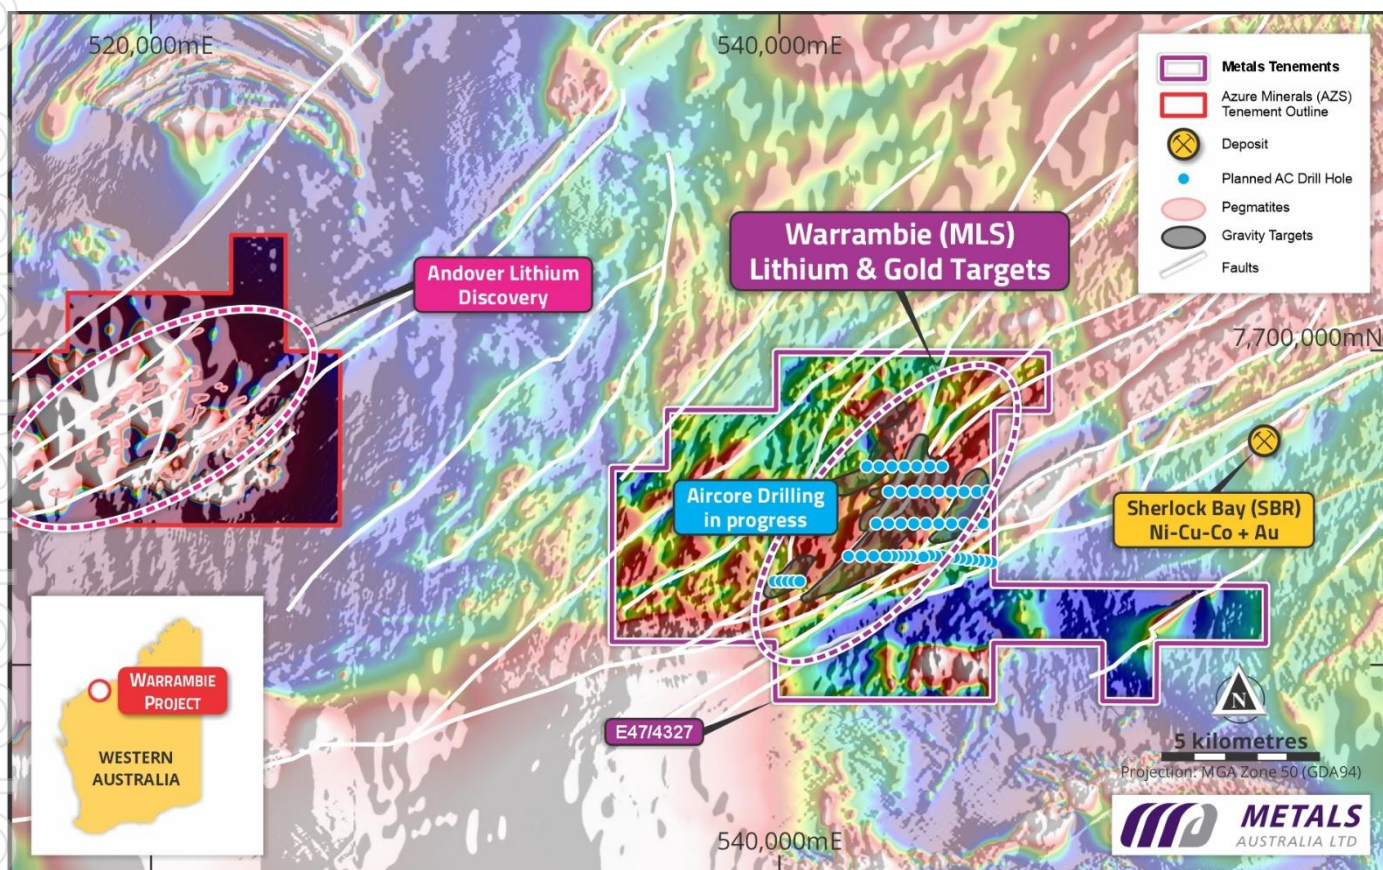 520,000mE
540,000mE
Metals Tenements
Azure Minerals (AZS)
Tenement Outline
Deposit
Planned AC Drill Hole
Pegmatites
Gravity Targets
Faults
Warrambie (MLS)
Lithium & Gold Targets
Andover Lithium
Discovery
7,700,000mN
Aircore Drilling
in progress
Sherlock Bay (SBR)
Ni-Cu-Co + Au
WARRAMBIE
PROJECT
WESTERN
AUSTRALIA
E47/4327
N
5 kilometres
Projection: MGA Zone 50 (GDA94)
540,000mE
METALS
AUSTRALIA LTD